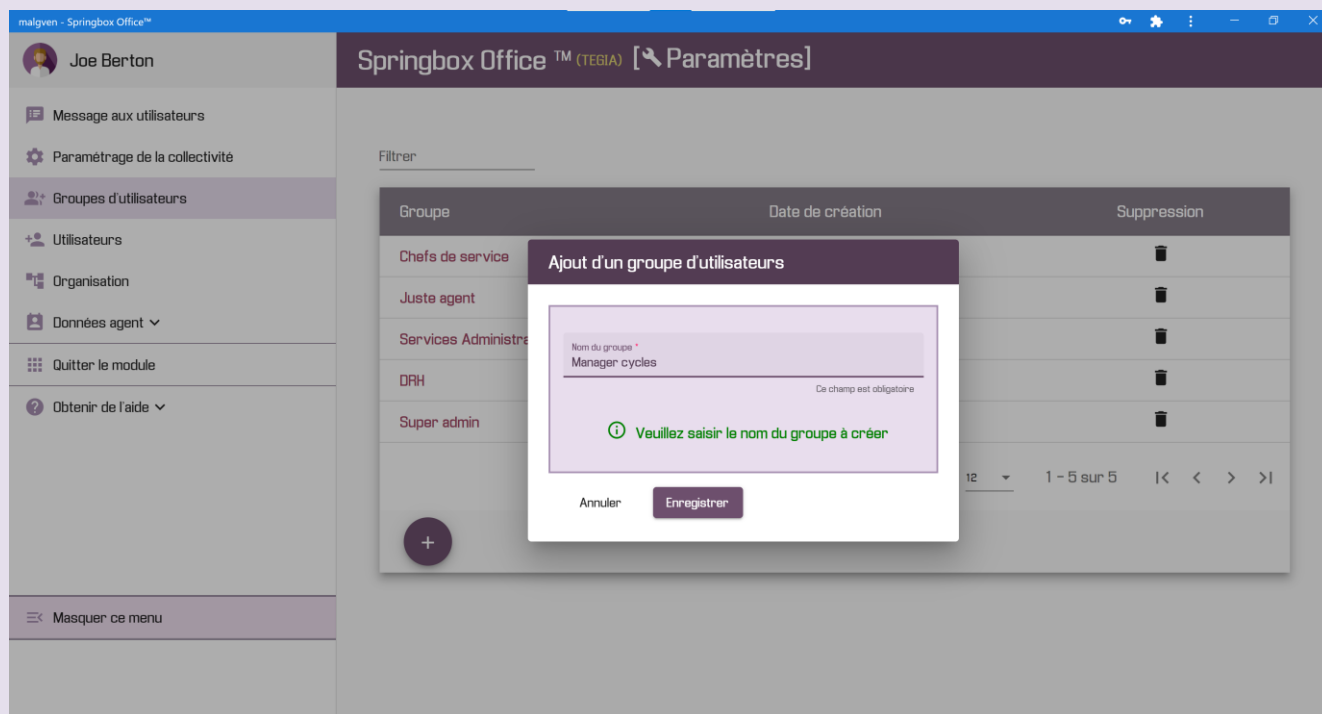 malgven - Springbox Office™
Joe Berton
Springbox Office ™ (TEGIA) [Paramètres]
Message aux utilisateurs
Paramétrage de la collectivité
Groupes d'utilisateurs
Utilisateurs
Organisation
Données agent
Quitter le module
Obtenir de l'aide
Masquer ce menu
Filtrer
Groupe Date de création Suppression
Chefs de service
Juste agent
Services Administra
DRH
Super admin
12 1 - 5 sur 5
+
Ajout d'un groupe d'utilisateurs
Nom du groupe *
Manager cycles
Ce champ est obligatoire
Veuillez saisir le nom du groupe à créer
Annuler Enregistrer